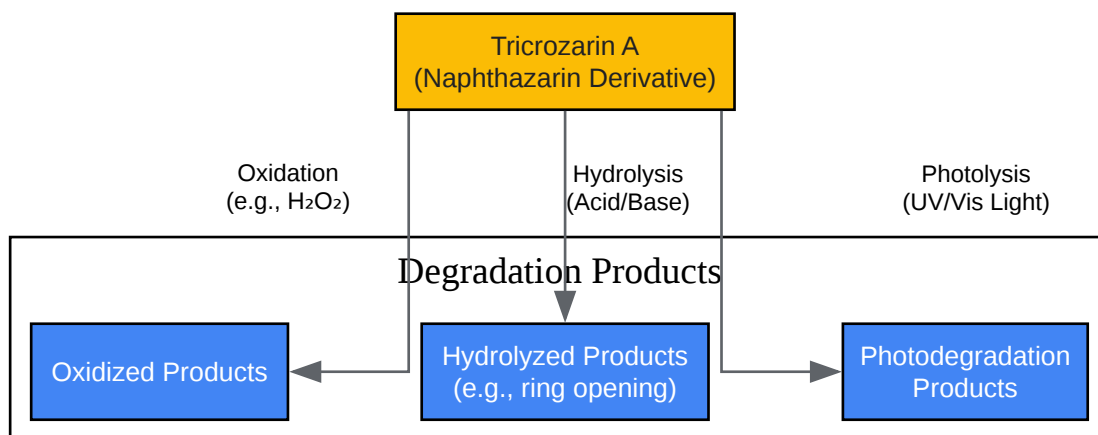 Tricrozarin A
(Naphthazarin Derivative)
Oxidation
(e.g., H₂O₂)
Hydrolysis
(Acid/Base)
Photolysis
(UV/Vis Light)
Degradation Products
Oxidized Products
Hydrolyzed Products
(e.g., ring opening)
Photodegradation
Products